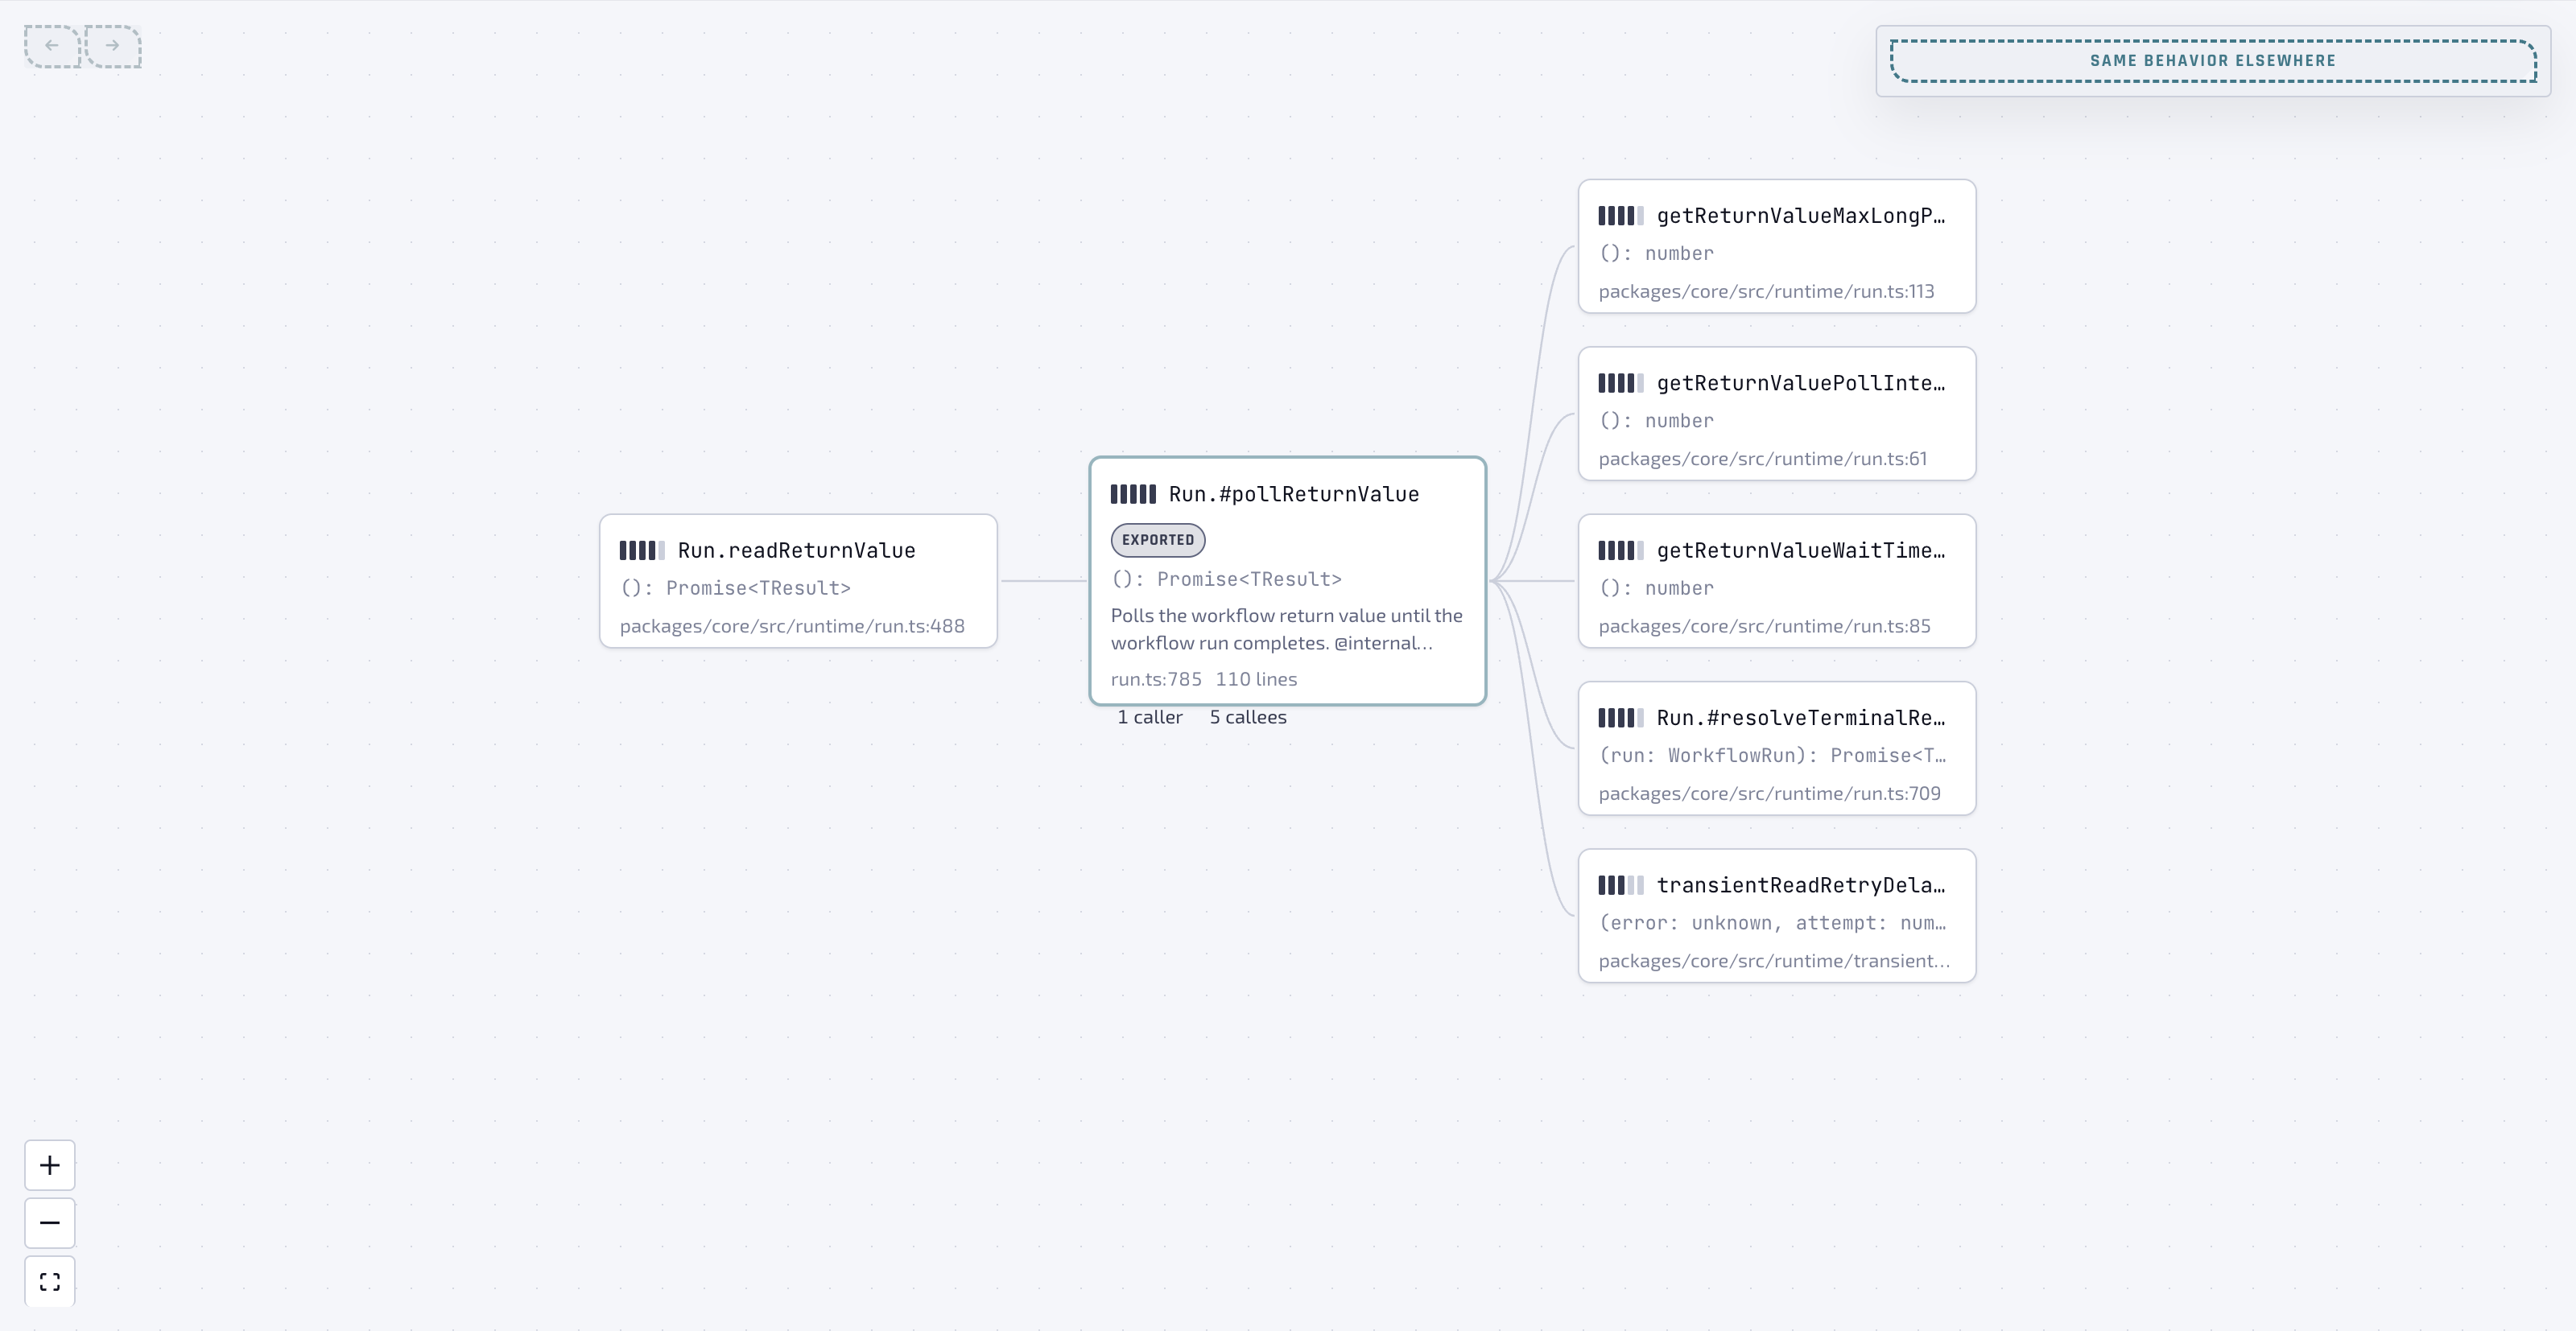 SAME BEHAVIOR ELSEWHERE
getReturnValueMaxLongP…
(): number
packages/core/src/runtime/run.ts:113
getReturnValuePollInte…
(): number
packages/core/src/runtime/run.ts:61
Run.readReturnValue
(): Promise<TResult>
packages/core/src/runtime/run.ts:488
Run.#pollReturnValue
EXPORTED
(): Promise<TResult>
Polls the workflow return value until the
workflow run completes. @internal…
run.ts:785 110 lines
1 caller 5 callees
getReturnValueWaitTime…
(): number
packages/core/src/runtime/run.ts:85
Run.#resolveTerminalRe…
(run: WorkflowRun): Promise<T…
packages/core/src/runtime/run.ts:709
transientReadRetryDela…
(error: unknown, attempt: num…
packages/core/src/runtime/transient…